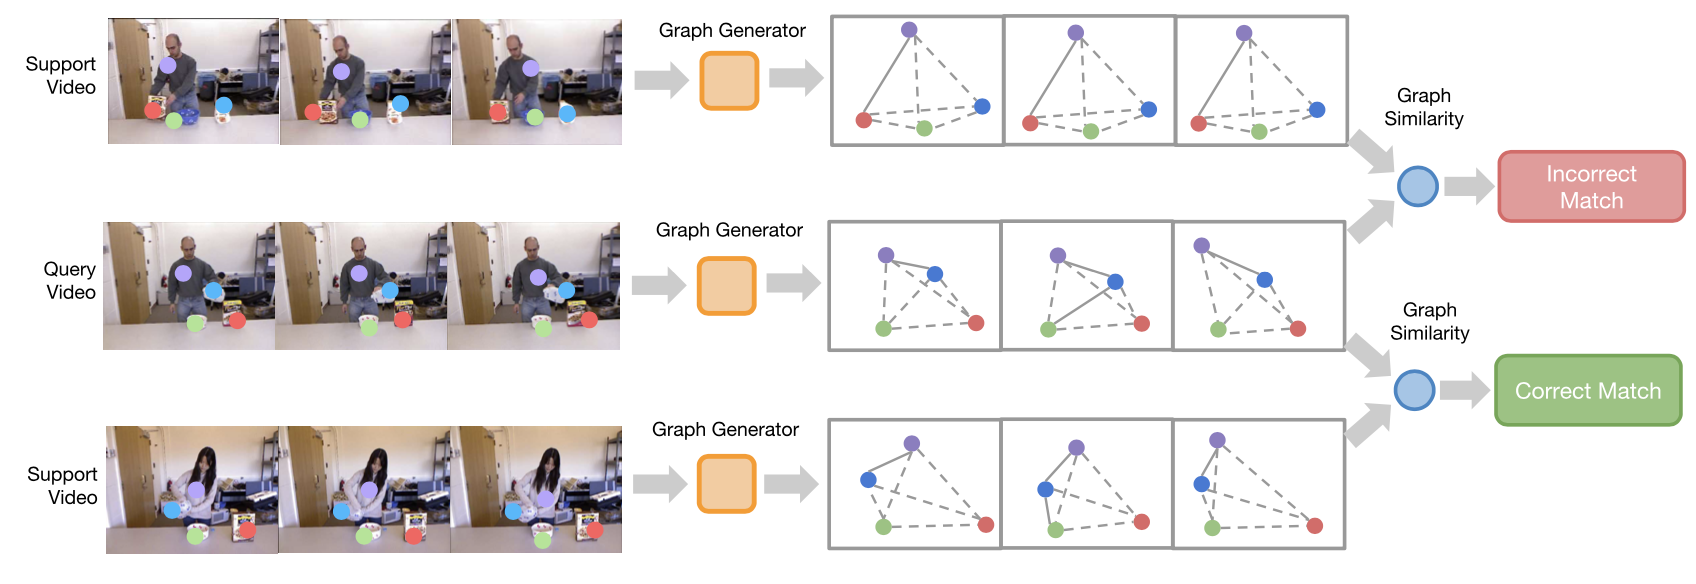 Support
Video
Graph Generator
Graph
Similarity
Incorrect
Match
Query
Video
Graph Generator
Graph
Similarity
Correct Match
Support
Video
Graph Generator